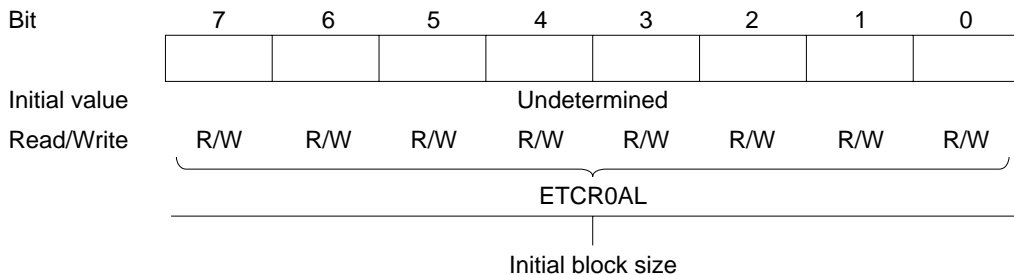 Bit 7 6 5 4 3 2 1 0
Initial value Undetermined
Read/Write R/W R/W R/W R/W R/W R/W R/W R/W
ETCR0AL
Initial block size